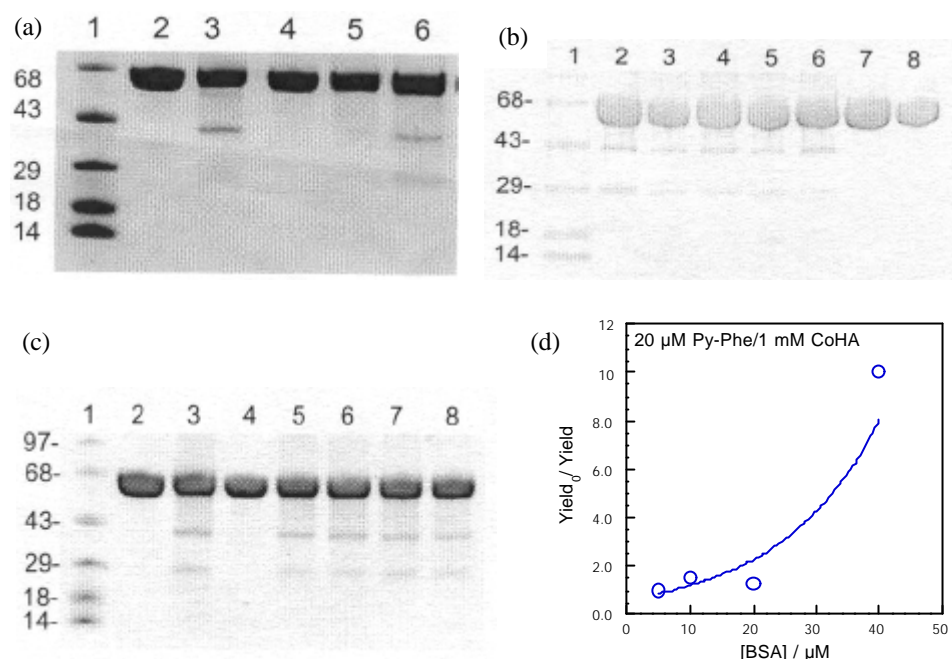 (a)
1 2 3 4 5 6
68
43
29
18
14
(b)
1 2 3 4 5 6 7 8
68-
43-
29-
18-
14-
(c)
1 2 3 4 5 6 7 8
97-
68-
43-
29-
18-
14-
(d)
20 µM Py-Phe/1 mM CoHA
Yield0/ Yield
12
10
8.0
6.0
4.0
2.0
0.0
0 10 20 30 40 50
[BSA] / µM